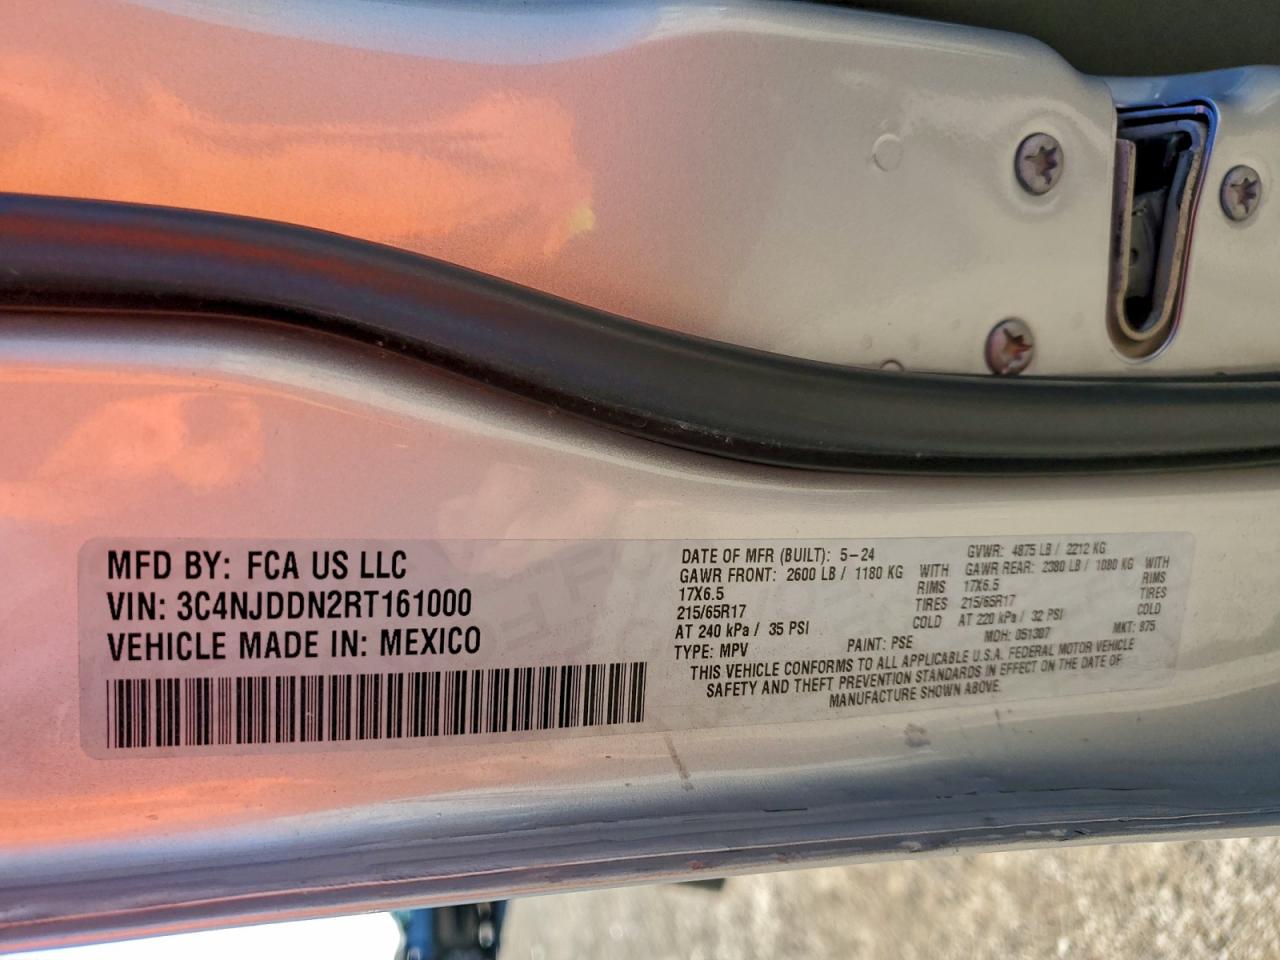 MFD BY: FCA US LLC
VIN: 3C4NJDDN2RT161000
VEHICLE MADE IN: MEXICO
DATE OF MFR (BUILT): 5-24 GVWR: 4875 LB / 2212 KG
GAWR FRONT: 2600 LB / 1180 KG WITH GAWR REAR: 2380 LB / 1080 KG WITH
17X6.5 RIMS 17X6.5 RIMS
215/65R17 TIRES 215/65R17 TIRES
AT 240 kPa / 35 PSI COLD AT 220 kPa / 32 PSI COLD
TYPE: MPV PAINT: PSE MDH: 051307 MKT: 875
THIS VEHICLE CONFORMS TO ALL APPLICABLE U.S.A. FEDERAL MOTOR VEHICLE
SAFETY AND THEFT PREVENTION STANDARDS IN EFFECT ON THE DATE OF
MANUFACTURE SHOWN ABOVE.